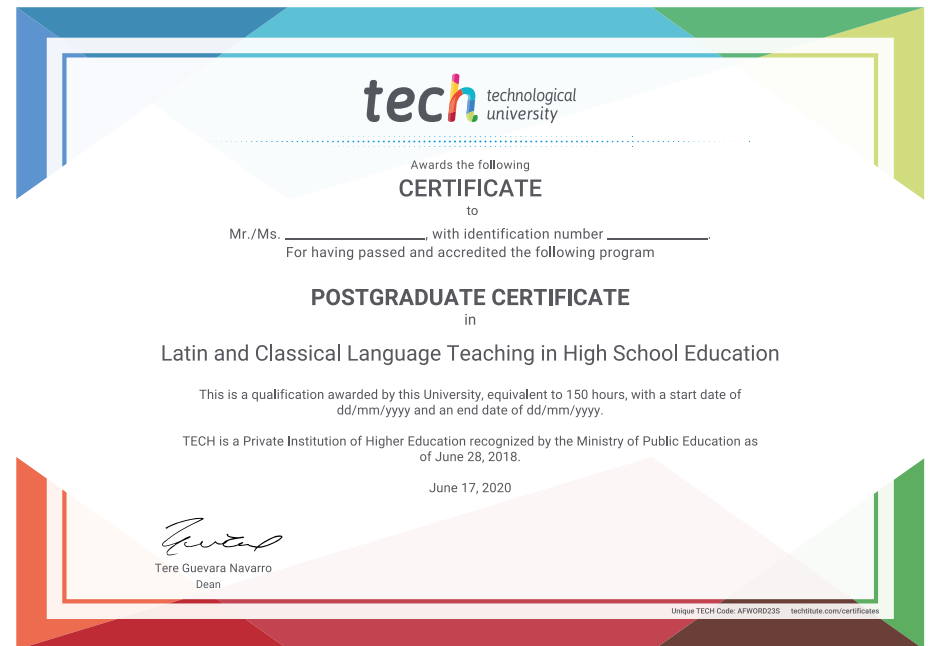 tech technological
university
Awards the following
CERTIFICATE
to
Mr./Ms. ____________________, with identification number ______________.
For having passed and accredited the following program
POSTGRADUATE CERTIFICATE
in
Latin and Classical Language Teaching in High School Education
This is a qualification awarded by this University, equivalent to 150 hours, with a start date of
dd/mm/yyyy and an end date of dd/mm/yyyy.
TECH is a Private Institution of Higher Education recognized by the Ministry of Public Education as
of June 28, 2018.
June 17, 2020
Tere Guevara Navarro
Dean
Unique TECH Code: AFWORD23S techtitute.com/certificates